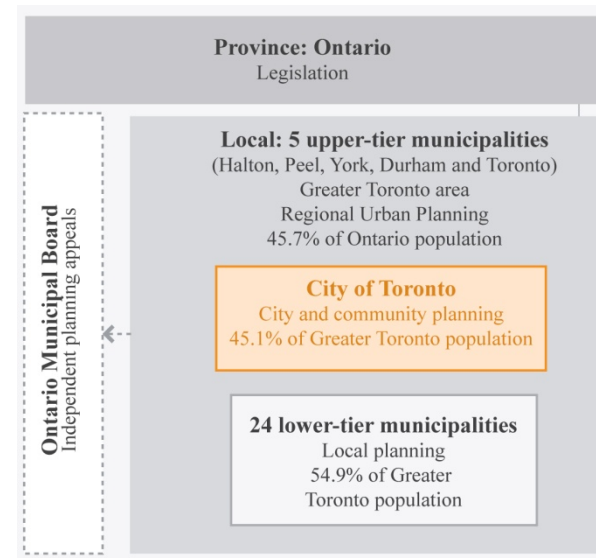 Province: Ontario
Legislation
Ontario Municipal Board
Independent planning appeals
Local: 5 upper-tier municipalities
(Halton, Peel, York, Durham and Toronto)
Greater Toronto area
Regional Urban Planning
45.7% of Ontario population
City of Toronto
City and community planning
45.1% of Greater Toronto population
24 lower-tier municipalities
Local planning
54.9% of Greater
Toronto population